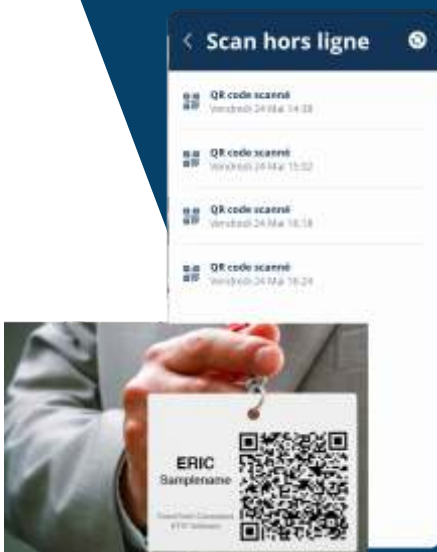 Scan hors ligne
QR code scanné
Vendredi 24 Mai 14:38
QR code scanné
Vendredi 24 Mai 15:02
QR code scanné
Vendredi 24 Mai 16:18
QR code scanné
Vendredi 24 Mai 16:24
ERIC
Samplename